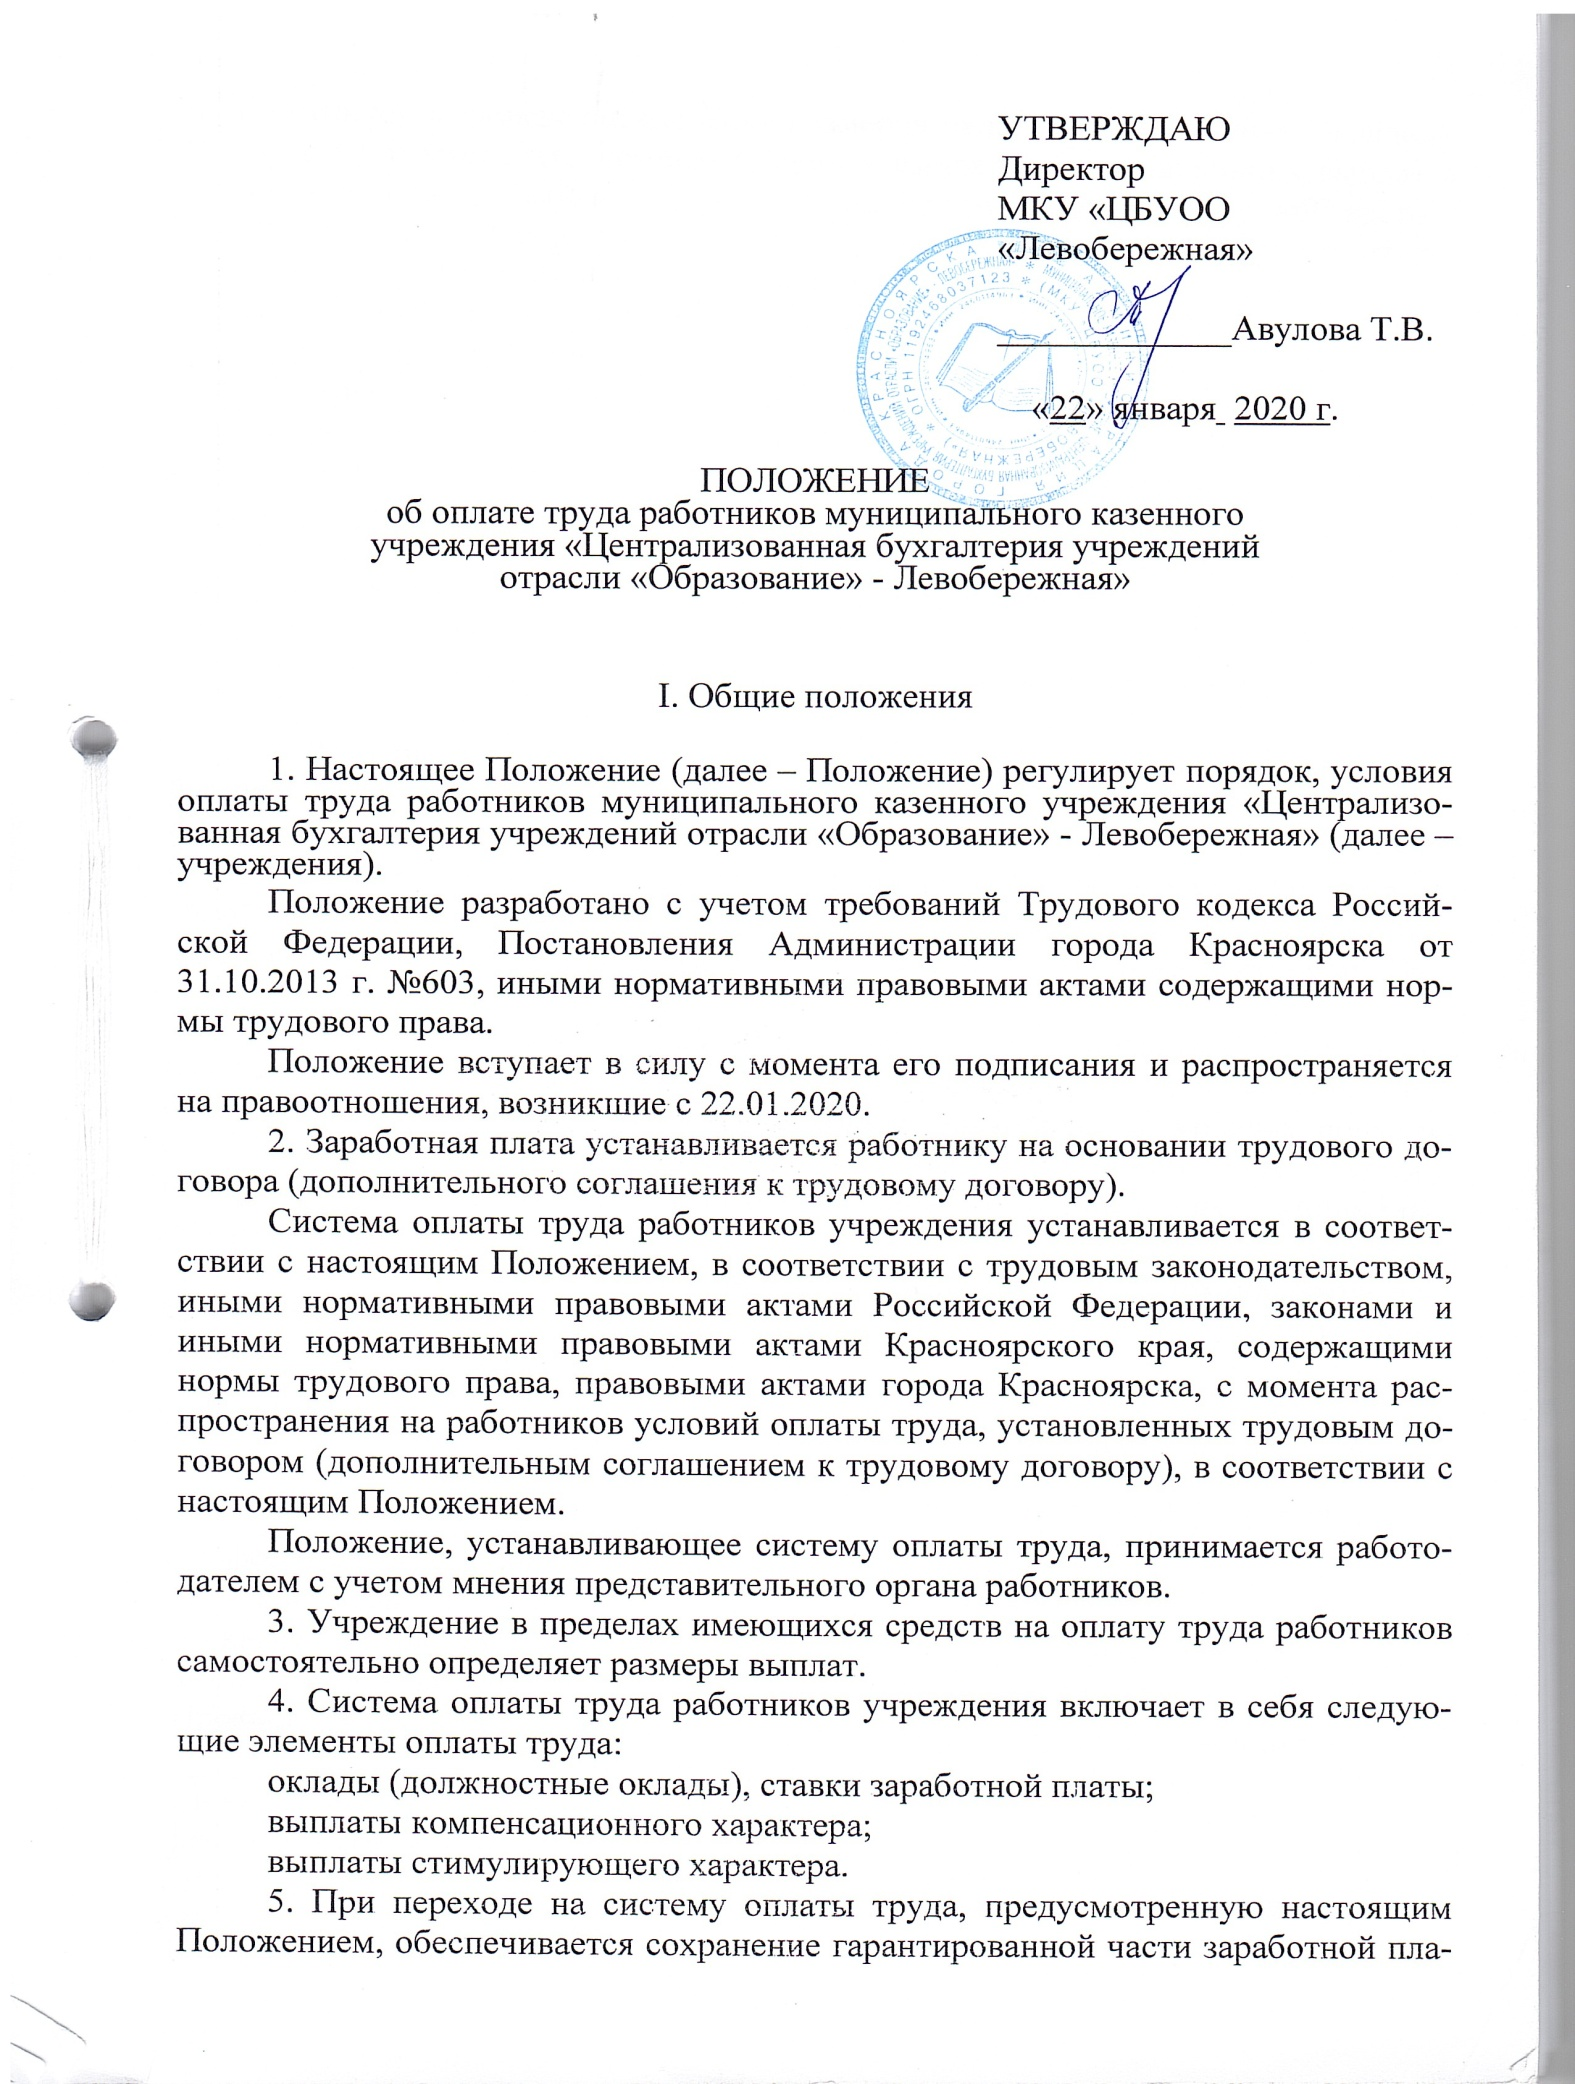 УТВЕРЖДАЮ
Директор
МКУ «ЦБУОО
«Левобережная»
Авулова Т.В.
«22» января 2020 г.
ОГРН 1192468037123
ПОЛОЖЕНИЕ
об оплате труда работников муниципального казенного
учреждения «Централизованная бухгалтерия учреждений
отрасли «Образование» - Левобережная»
I. Общие положения
1. Настоящее Положение (далее – Положение) регулирует порядок, условия
оплаты труда работников муниципального казенного учреждения «Централизо-
ванная бухгалтерия учреждений отрасли «Образование» - Левобережная» (далее –
учреждения).
Положение разработано с учетом требований Трудового кодекса Россий-
ской Федерации, Постановления Администрации города Красноярска от
31.10.2013 г. №603, иными нормативными правовыми актами содержащими нор-
мы трудового права.
Положение вступает в силу с момента его подписания и распространяется
на правоотношения, возникшие с 22.01.2020.
2. Заработная плата устанавливается работнику на основании трудового до-
говора (дополнительного соглашения к трудовому договору).
Система оплаты труда работников учреждения устанавливается в соответ-
ствии с настоящим Положением, в соответствии с трудовым законодательством,
иными нормативными правовыми актами Российской Федерации, законами и
иными нормативными правовыми актами Красноярского края, содержащими
нормы трудового права, правовыми актами города Красноярска, с момента рас-
пространения на работников условий оплаты труда, установленных трудовым до-
говором (дополнительным соглашением к трудовому договору), в соответствии с
настоящим Положением.
Положение, устанавливающее систему оплаты труда, принимается работо-
дателем с учетом мнения представительного органа работников.
3. Учреждение в пределах имеющихся средств на оплату труда работников
самостоятельно определяет размеры выплат.
4. Система оплаты труда работников учреждения включает в себя следую-
щие элементы оплаты труда:
оклады (должностные оклады), ставки заработной платы;
выплаты компенсационного характера;
выплаты стимулирующего характера.
5. При переходе на систему оплаты труда, предусмотренную настоящим
Положением, обеспечивается сохранение гарантированной части заработной пла-